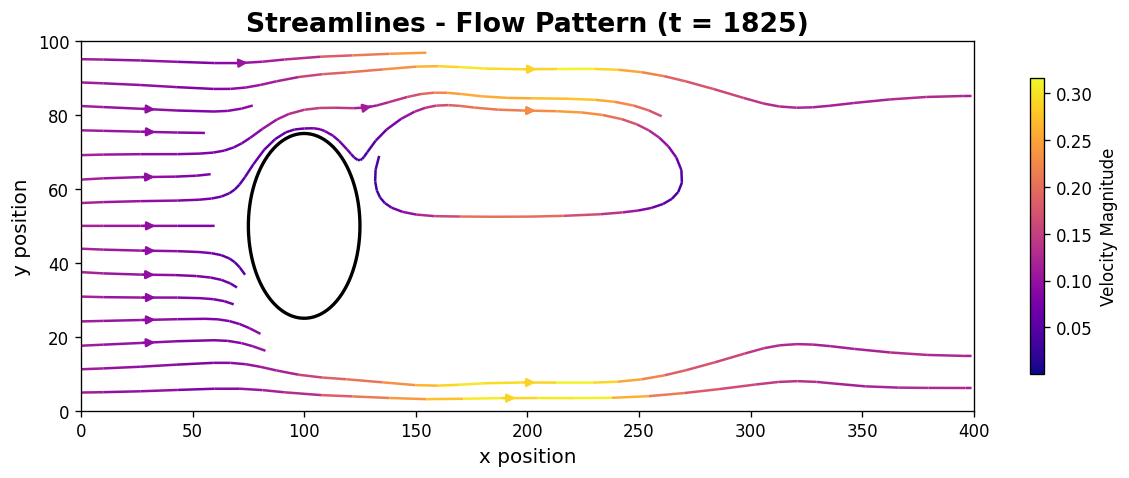 Streamlines - Flow Pattern (t = 1825)
100
80
60
40
20
0
y position
0 50 100 150 200 250 300 350 400
x position
0.30
0.25
0.20
0.15
0.10
0.05
Velocity Magnitude